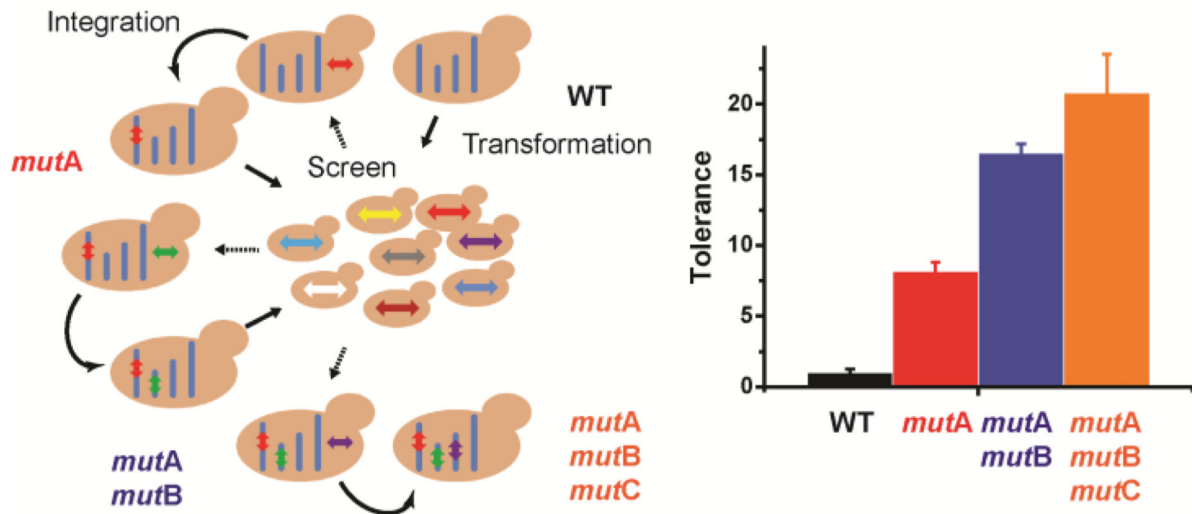 Integration
WT
Transformation
Screen
mutA
mutA
mutB
mutA
mutB
mutC
Tolerance
20
15
10
5
0
WT
mutA
mutA
mutB
mutA
mutB
mutC